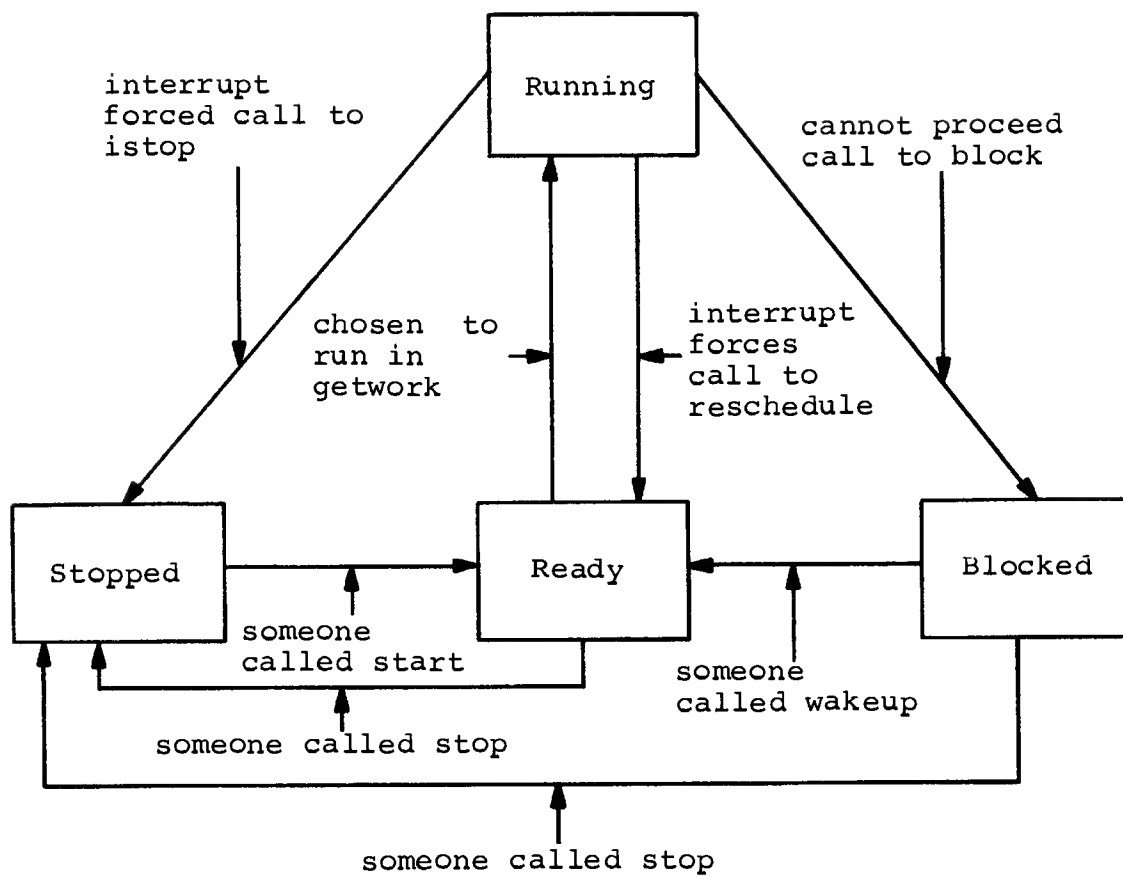 Running
interrupt
forced call to
istop
cannot proceed
call to block
chosen to
run in
getwork
interrupt
forces
call to
reschedule
Stopped
Ready
Blocked
someone
called start
someone
called wakeup
someone called stop
someone called stop